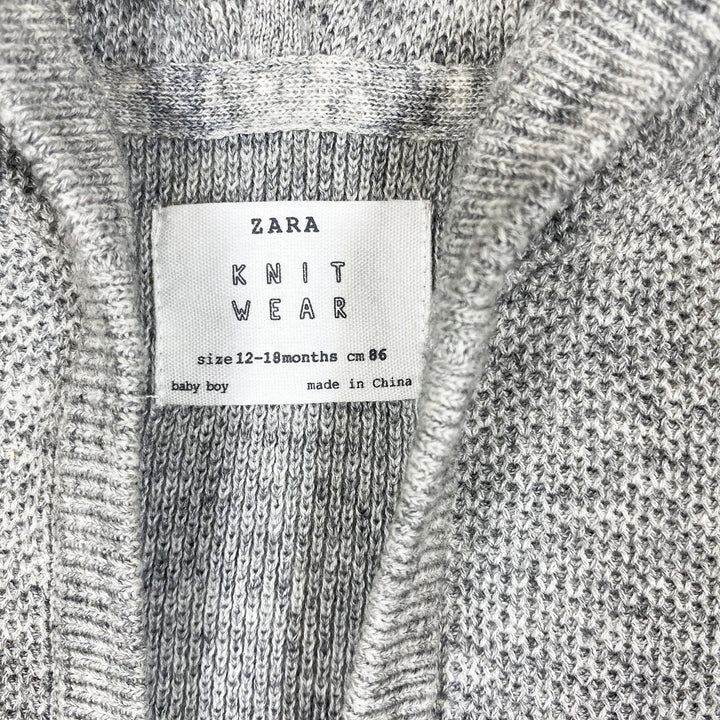 ZARA
KNIT
WEAR
size 12-18months cm 86
baby boy made in China